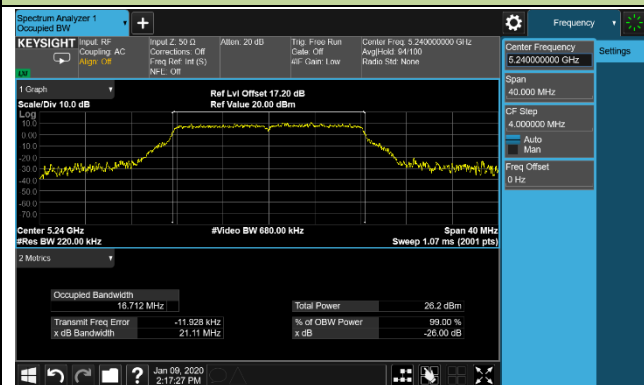 Spectrum Analyzer 1
Occupied BW
+
Frequency
KEYSIGHT
Input: RF
Coupling: AC
Align: Off
Input Z: 50 Ω
Corrections: Off
Freq Ref: Int (S)
NFE: Off
Atten: 20 dB
Trig: Free Run
Gate: Off
#IF Gain: Low
Center Freq: 5.240000000 GHz
Avg|Hold: 94/100
Radio Std: None
LXI
Center Frequency
5.240000000 GHz
Settings
Span
40.000 MHz
CF Step
4.000000 MHz
Auto
Man
Freq Offset
0 Hz
1 Graph
Scale/Div 10.0 dB
Ref Lvl Offset 17.20 dB
Ref Value 20.00 dBm
Log
10.0
0.00
-10.0
-20.0
-30.0
-40.0
-50.0
-60.0
-70.0
Center 5.24 GHz
#Res BW 220.00 kHz
#Video BW 680.00 kHz
Span 40 MHz
Sweep 1.07 ms (2001 pts)
2 Metrics
Occupied Bandwidth
16.712 MHz
Total Power 26.2 dBm
Transmit Freq Error -11.928 kHz
% of OBW Power 99.00 %
x dB Bandwidth 21.11 MHz
x dB -26.00 dB
?
Jan 09, 2020
2:17:27 PM